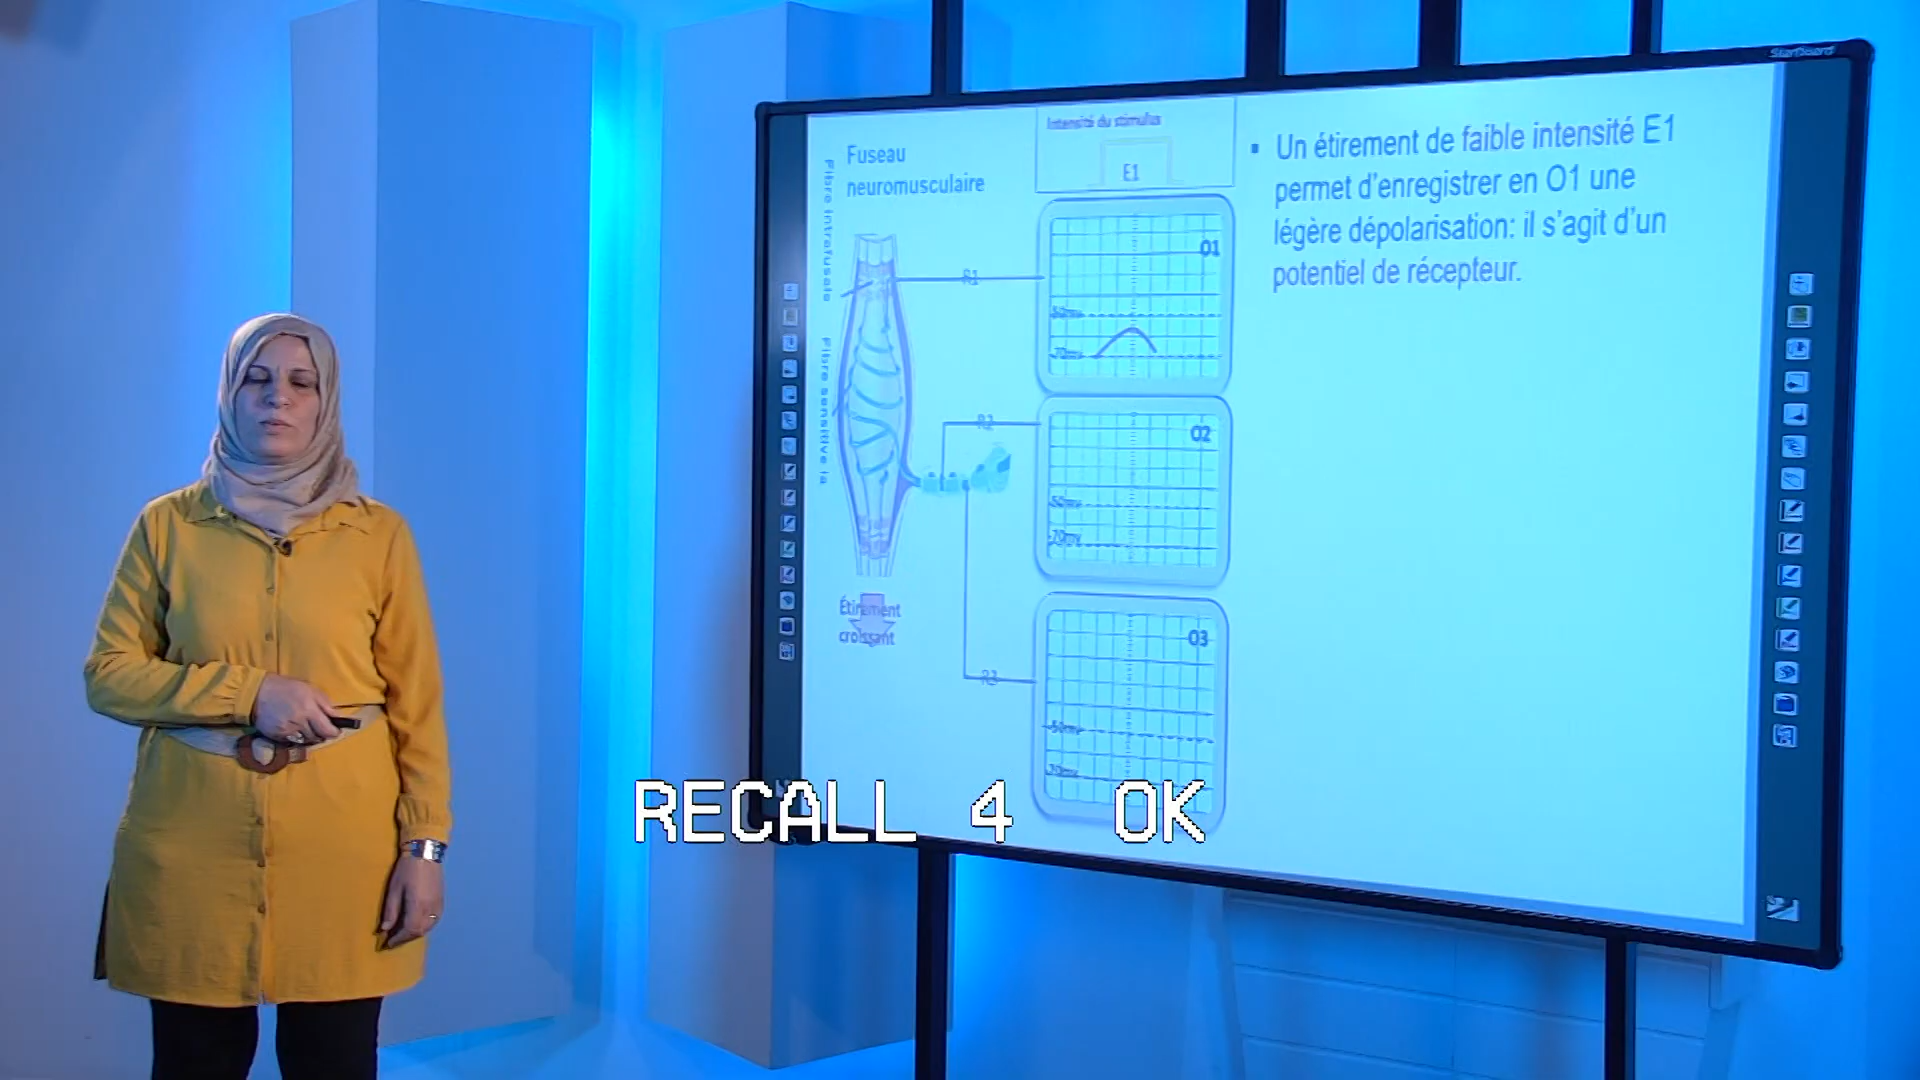 StarBoard
Intensité du stimulus
E1
Fuseau
neuromusculaire
Fibre intrafusale
Fibre sensitive Ia
R1
O1
-50mv
-70mv
R2
O2
-50mv
-70mv
Étirement
croissant
R3
O3
-50mv
-70mv
▪ Un étirement de faible intensité E1
permet d'enregistrer en O1 une
légère dépolarisation: il s'agit d'un
potentiel de récepteur.
RECALL 4 OK